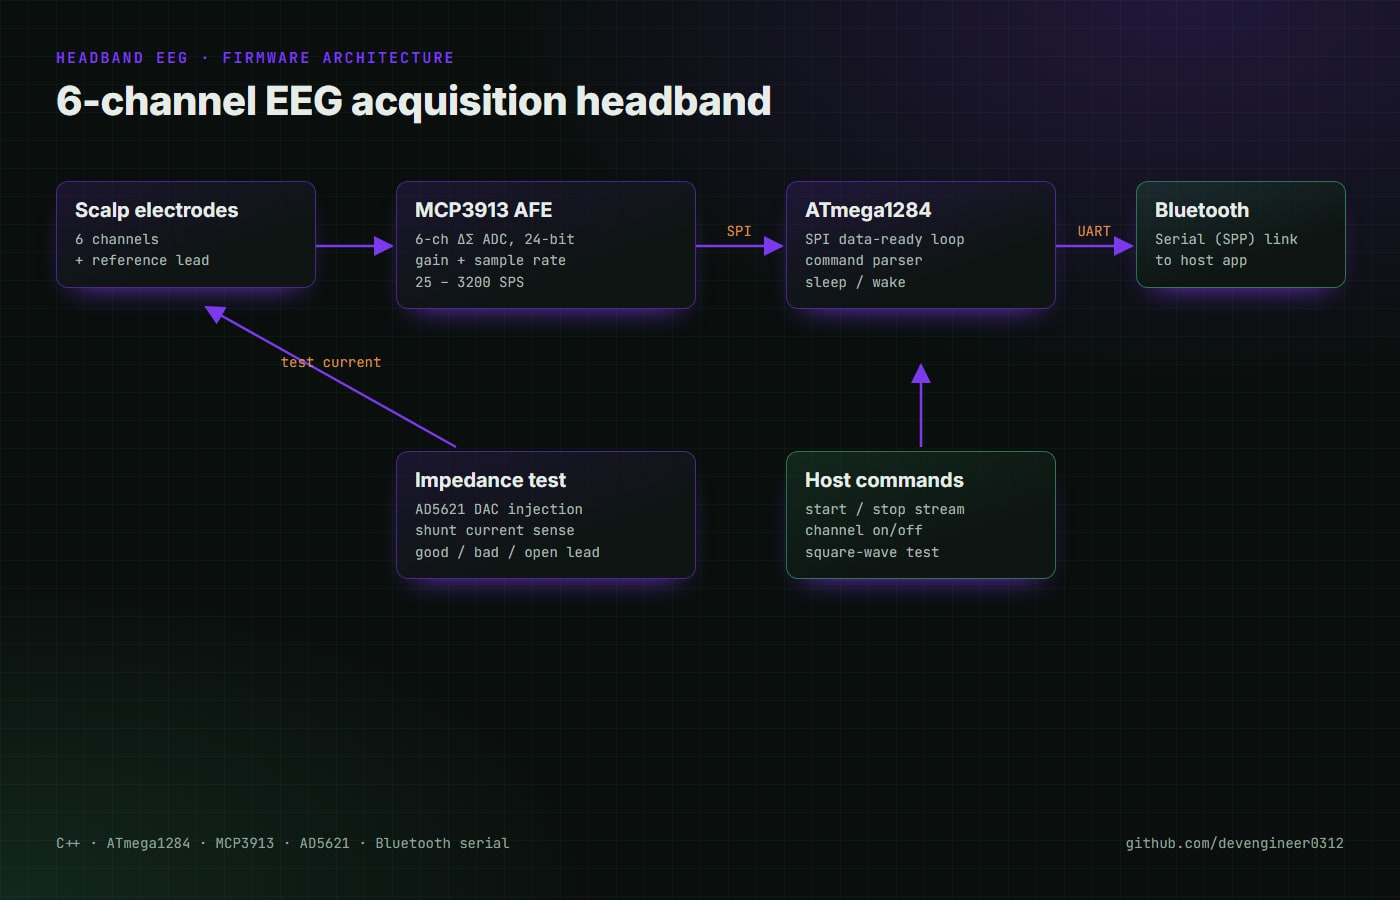 HEADBAND EEG · FIRMWARE ARCHITECTURE
6-channel EEG acquisition headband
Scalp electrodes
6 channels
+ reference lead
MCP3913 AFE
6-ch ΔΣ ADC, 24-bit
gain + sample rate
25 – 3200 SPS
SPI
ATmega1284
SPI data-ready loop
command parser
sleep / wake
UART
Bluetooth
Serial (SPP) link
to host app
test current
Impedance test
AD5621 DAC injection
shunt current sense
good / bad / open lead
Host commands
start / stop stream
channel on/off
square-wave test
C++ · ATmega1284 · MCP3913 · AD5621 · Bluetooth serial
github.com/devengineer0312